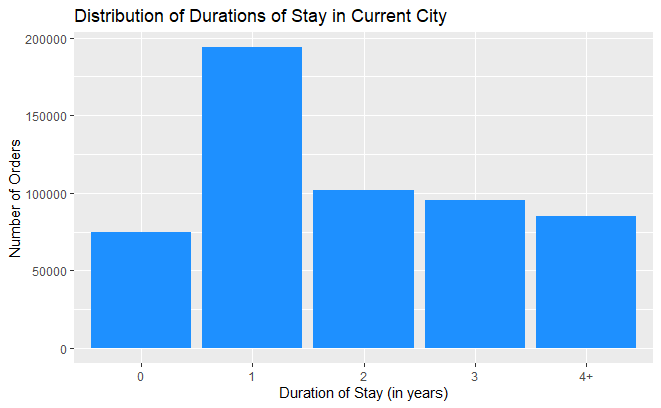 Distribution of Durations of Stay in Current City
Number of Orders
200000
150000
100000
50000
0
0 1 2 3 4+
Duration of Stay (in years)